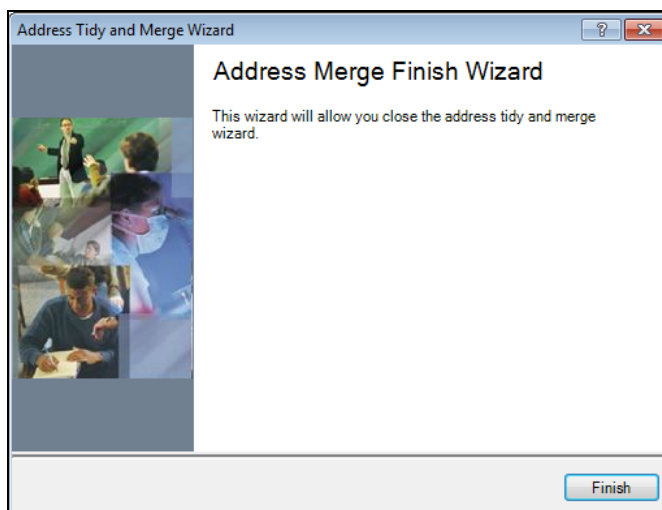 Address Tidy and Merge Wizard
?
Address Merge Finish Wizard
This wizard will allow you close the address tidy and merge
wizard.
Finish